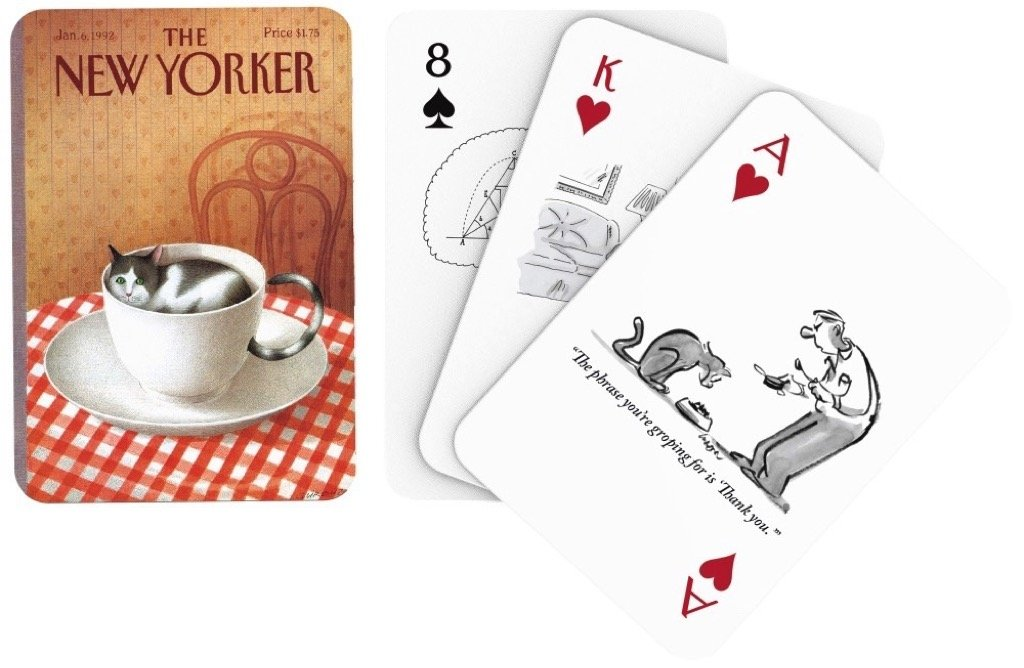 Jan. 6, 1992
THE
Price $1.75
NEW YORKER
8
K
A
"The phrase you're groping for is 'Thank you.'"
A